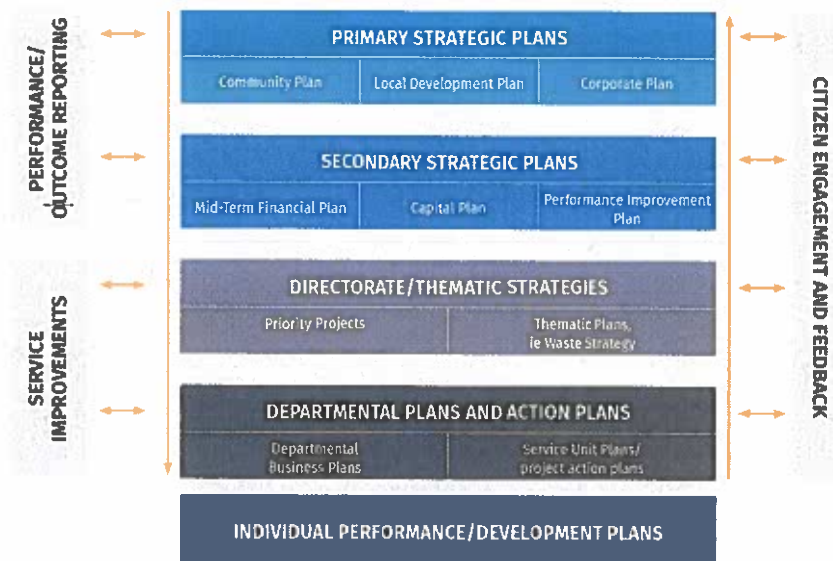 PERFORMANCE/
OUTCOME REPORTING
SERVICE
IMPROVEMENTS
PRIMARY STRATEGIC PLANS
Community Plan
Local Development Plan
Corporate Plan
SECONDARY STRATEGIC PLANS
Mid-Term Financial Plan
Capital Plan
Performance Improvement
Plan
DIRECTORATE/THEMATIC STRATEGIES
Priority Projects
Thematic Plans,
ie Waste Strategy
DEPARTMENTAL PLANS AND ACTION PLANS
Departmental
Business Plans
Service Unit Plans/
project action plans
INDIVIDUAL PERFORMANCE/DEVELOPMENT PLANS
CITIZEN ENGAGEMENT AND FEEDBACK